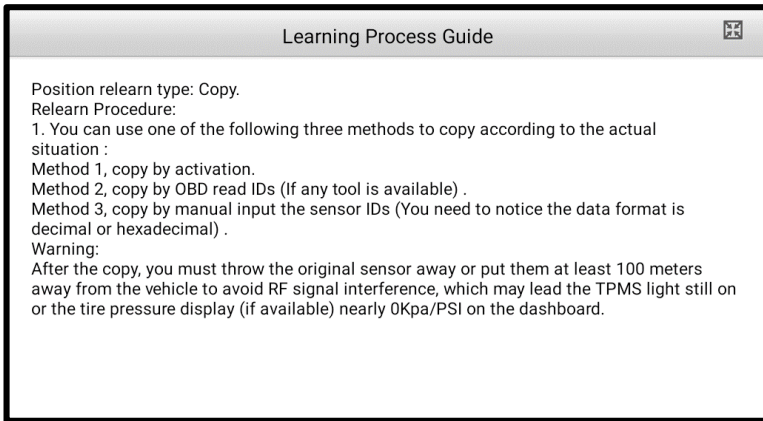 Learning Process Guide
Position relearn type: Copy.
Relearn Procedure:
1. You can use one of the following three methods to copy according to the actual
situation :
Method 1, copy by activation.
Method 2, copy by OBD read IDs (If any tool is available) .
Method 3, copy by manual input the sensor IDs (You need to notice the data format is
decimal or hexadecimal) .
Warning:
After the copy, you must throw the original sensor away or put them at least 100 meters
away from the vehicle to avoid RF signal interference, which may lead the TPMS light still on
or the tire pressure display (if available) nearly 0Kpa/PSI on the dashboard.